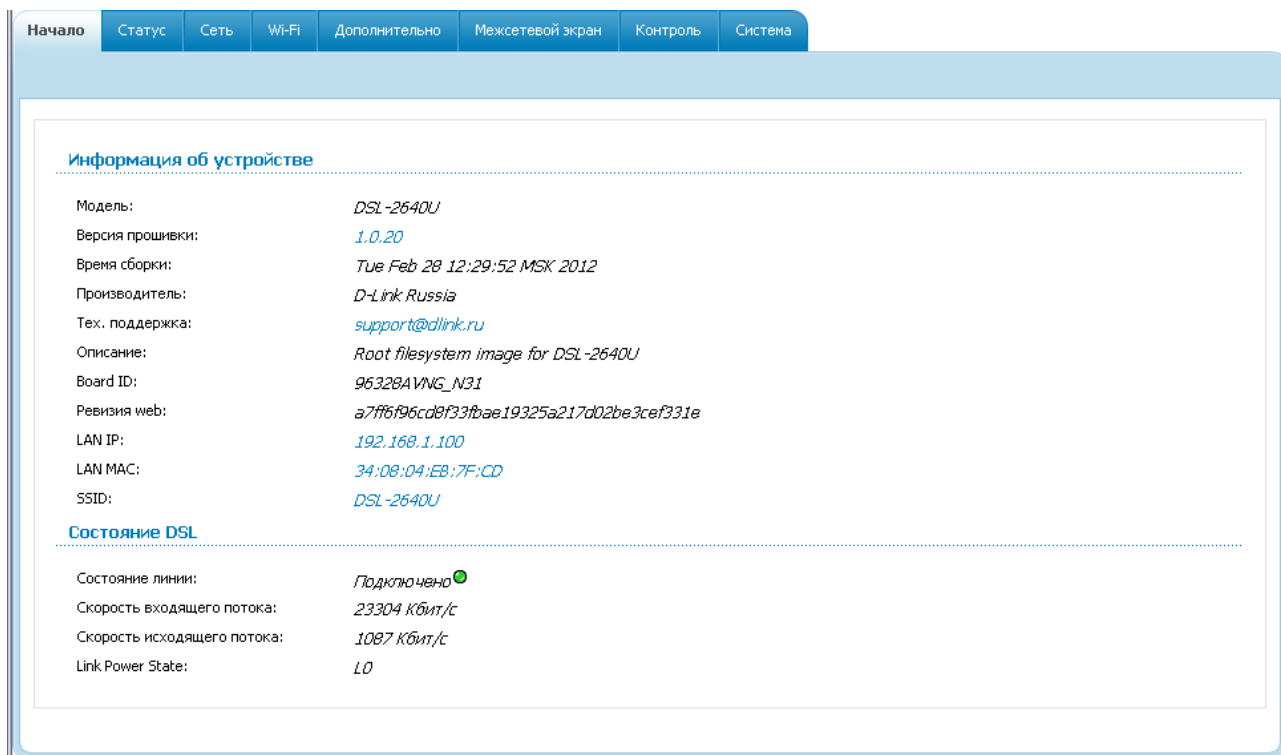 Начало Статус Сеть Wi-Fi Дополнительно Межсетевой экран Контроль Система
Информация об устройстве
Модель: DSL-2640U
Версия прошивки: 1.0.20
Время сборки: Tue Feb 28 12:29:52 MSK 2012
Производитель: D-Link Russia
Тех. поддержка: support@dlink.ru
Описание: Root filesystem image for DSL-2640U
Board ID: 96328AVNG_N31
Ревизия web: a7ff6f96cd8f33fbae19325a217d02be3cef331e
LAN IP: 192.168.1.100
LAN MAC: 34:08:04:EB:7F:CD
SSID: DSL-2640U
Состояние DSL
Состояние линии: Подключено
Скорость входящего потока: 23304 Кбит/с
Скорость исходящего потока: 1087 Кбит/с
Link Power State: L0